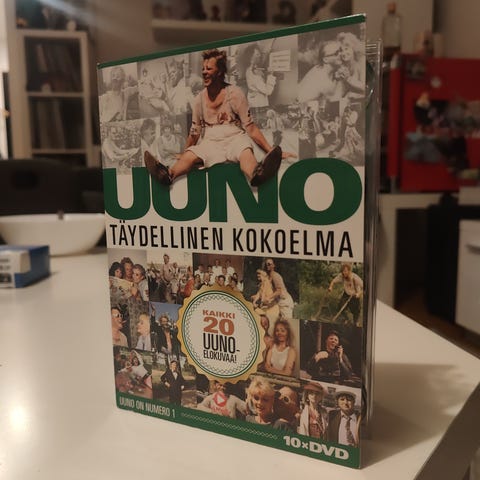 UUNO
TÄYDELLINEN KOKOELMA
KAIKKI
20
UUNO-
ELOKUVAA!
UUNO ON NUMERO 1
10×DVD